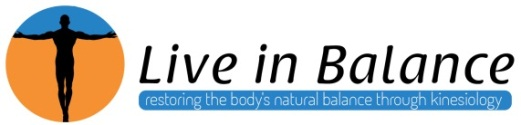 Live in Balance
restoring the body's natural balance through kinesiology